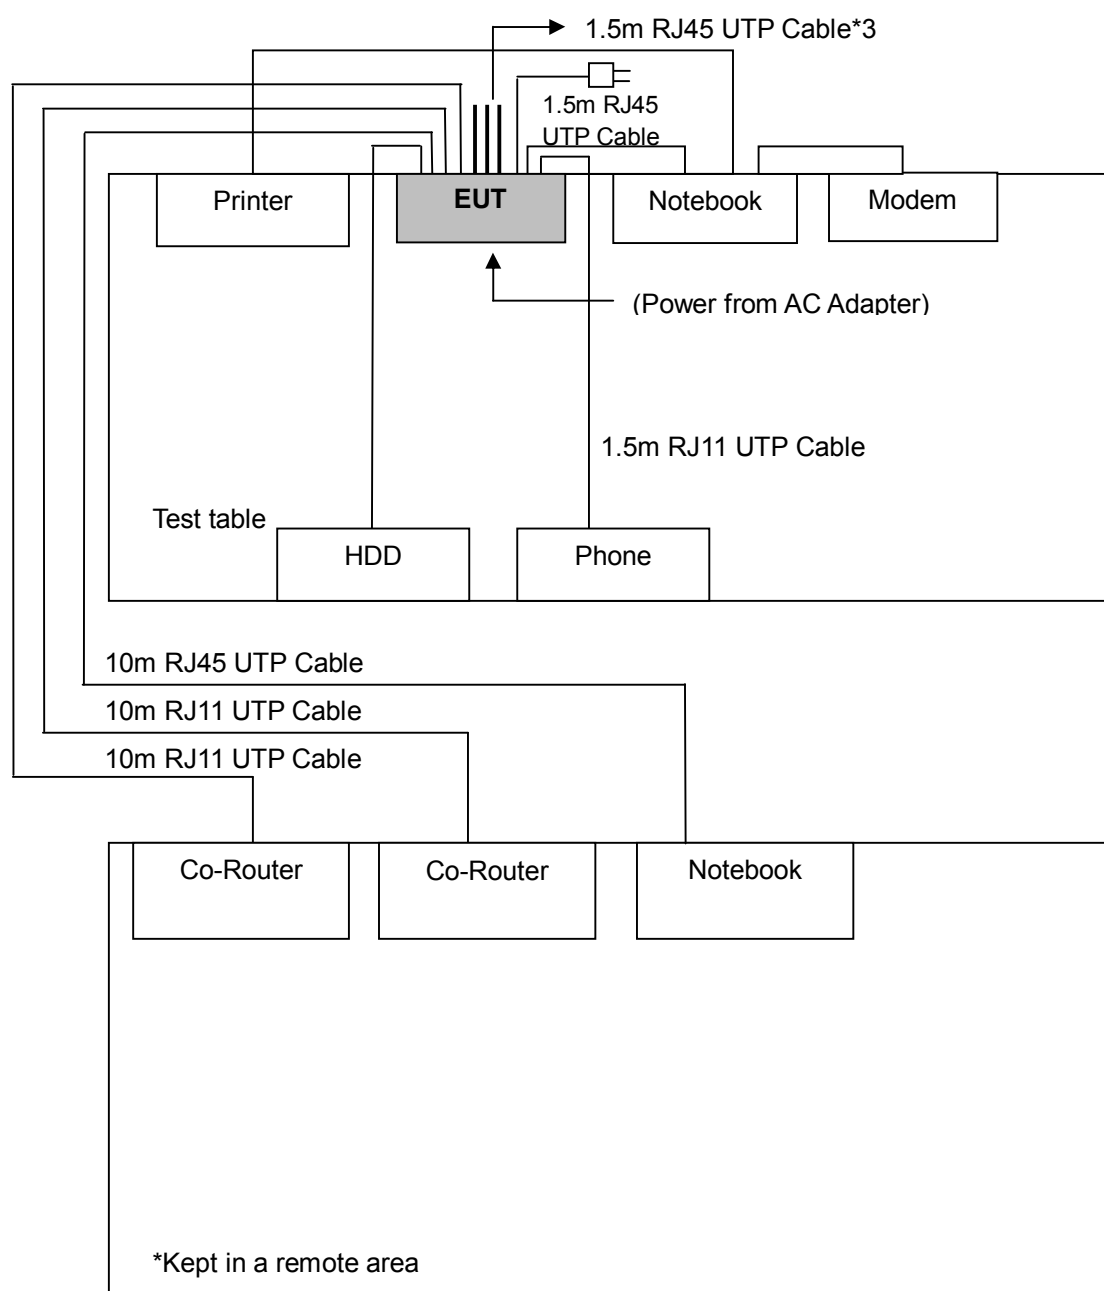 1.5m RJ45 UTP Cable*3
1.5m RJ45
UTP Cable
Printer
EUT
Notebook
Modem
(Power from AC Adapter)
1.5m RJ11 UTP Cable
Test table
HDD
Phone
10m RJ45 UTP Cable
10m RJ11 UTP Cable
10m RJ11 UTP Cable
Co-Router
Co-Router
Notebook
*Kept in a remote area